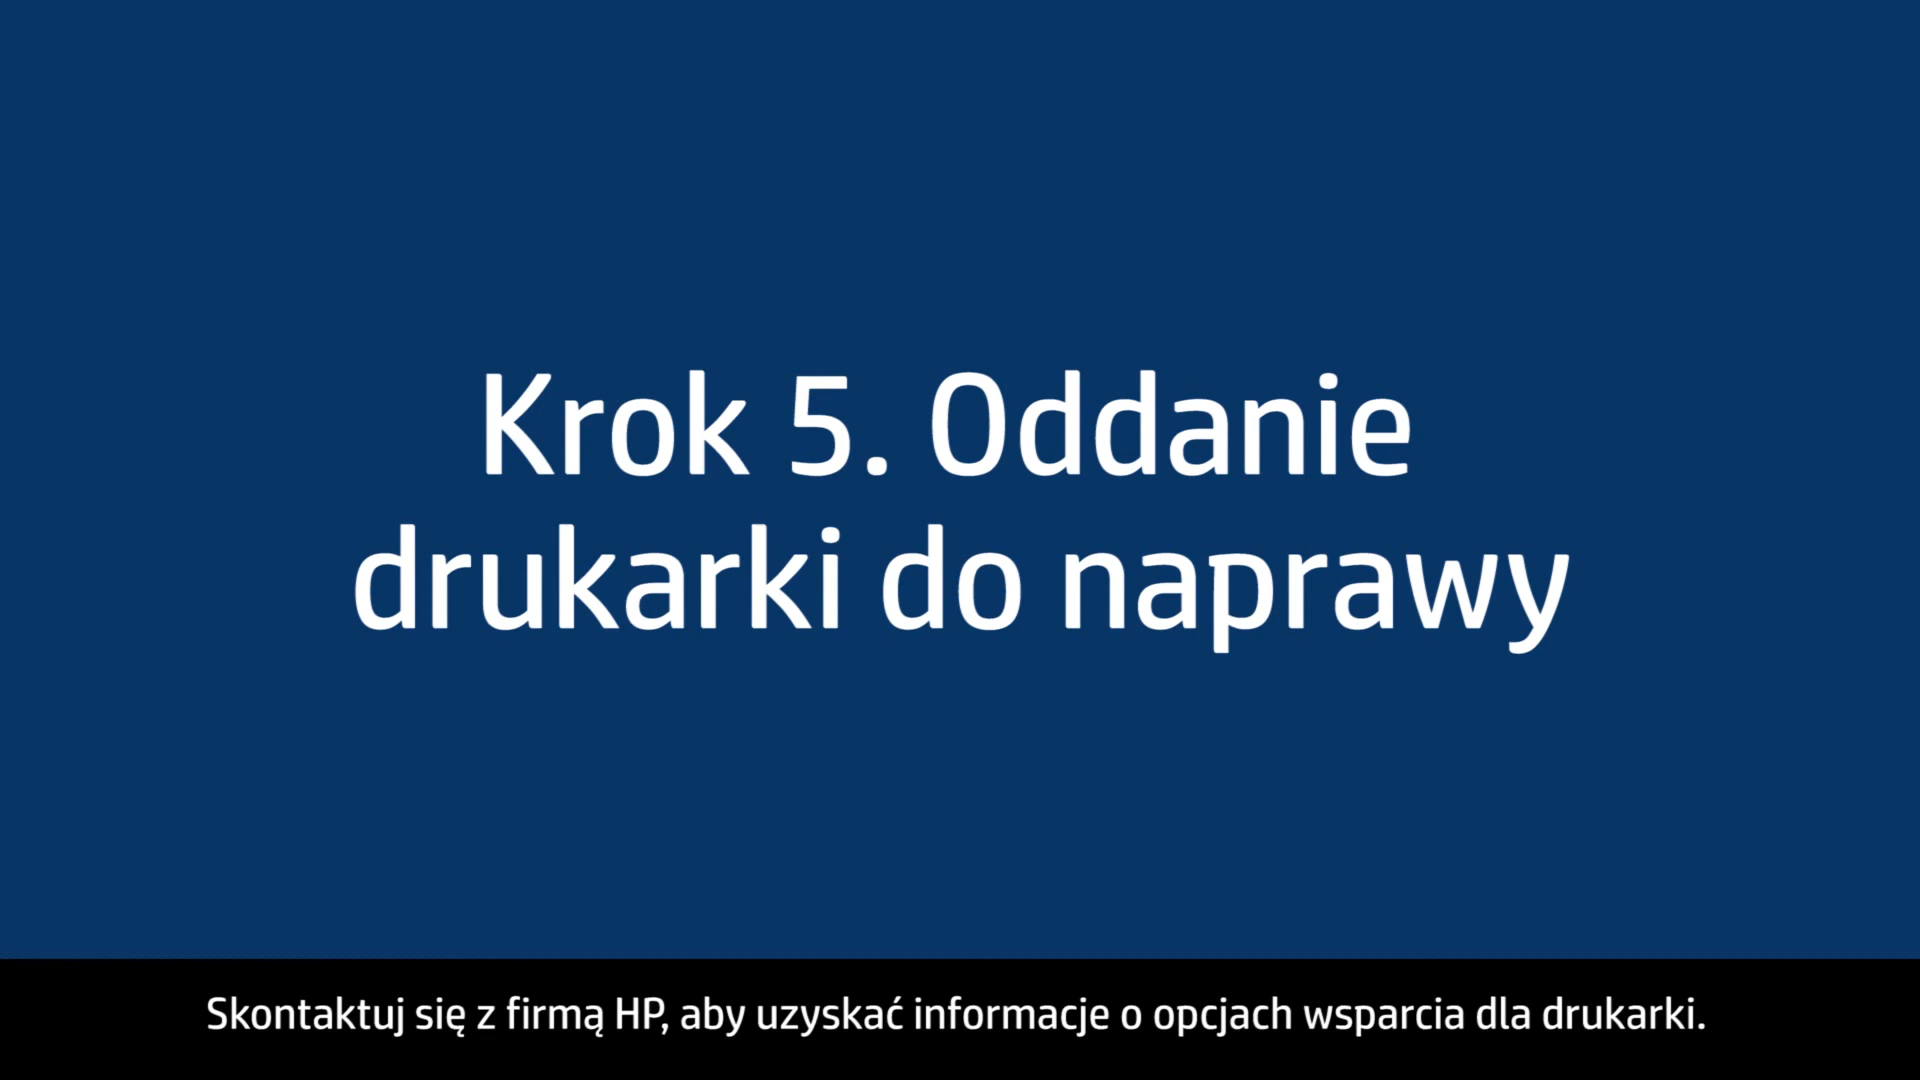 Krok 5. Oddanie
drukarki do naprawy
Skontaktuj się z firmą HP, aby uzyskać informacje o opcjach wsparcia dla drukarki.